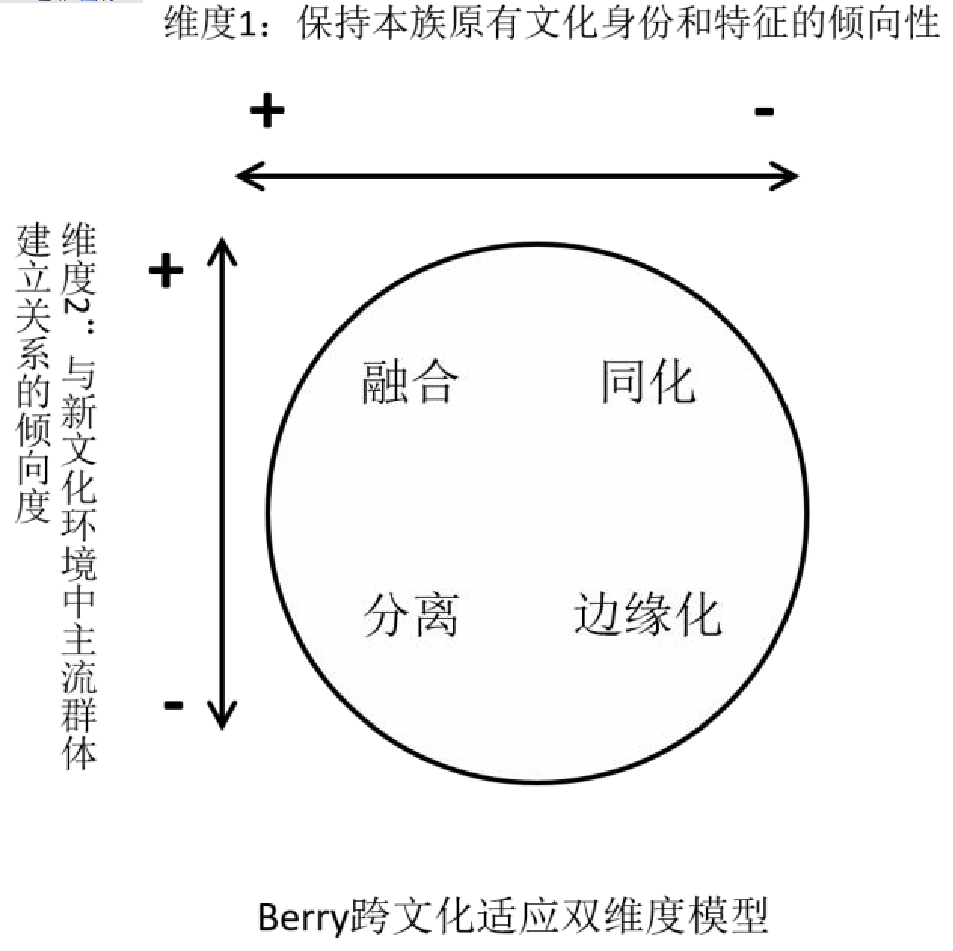 维度1：保持本族原有文化身份和特征的倾向性
+
-
维度2：与新文化环境中主流群体
建立关系的倾向度
+
-
融合
同化
分离
边缘化
Berry跨文化适应双维度模型